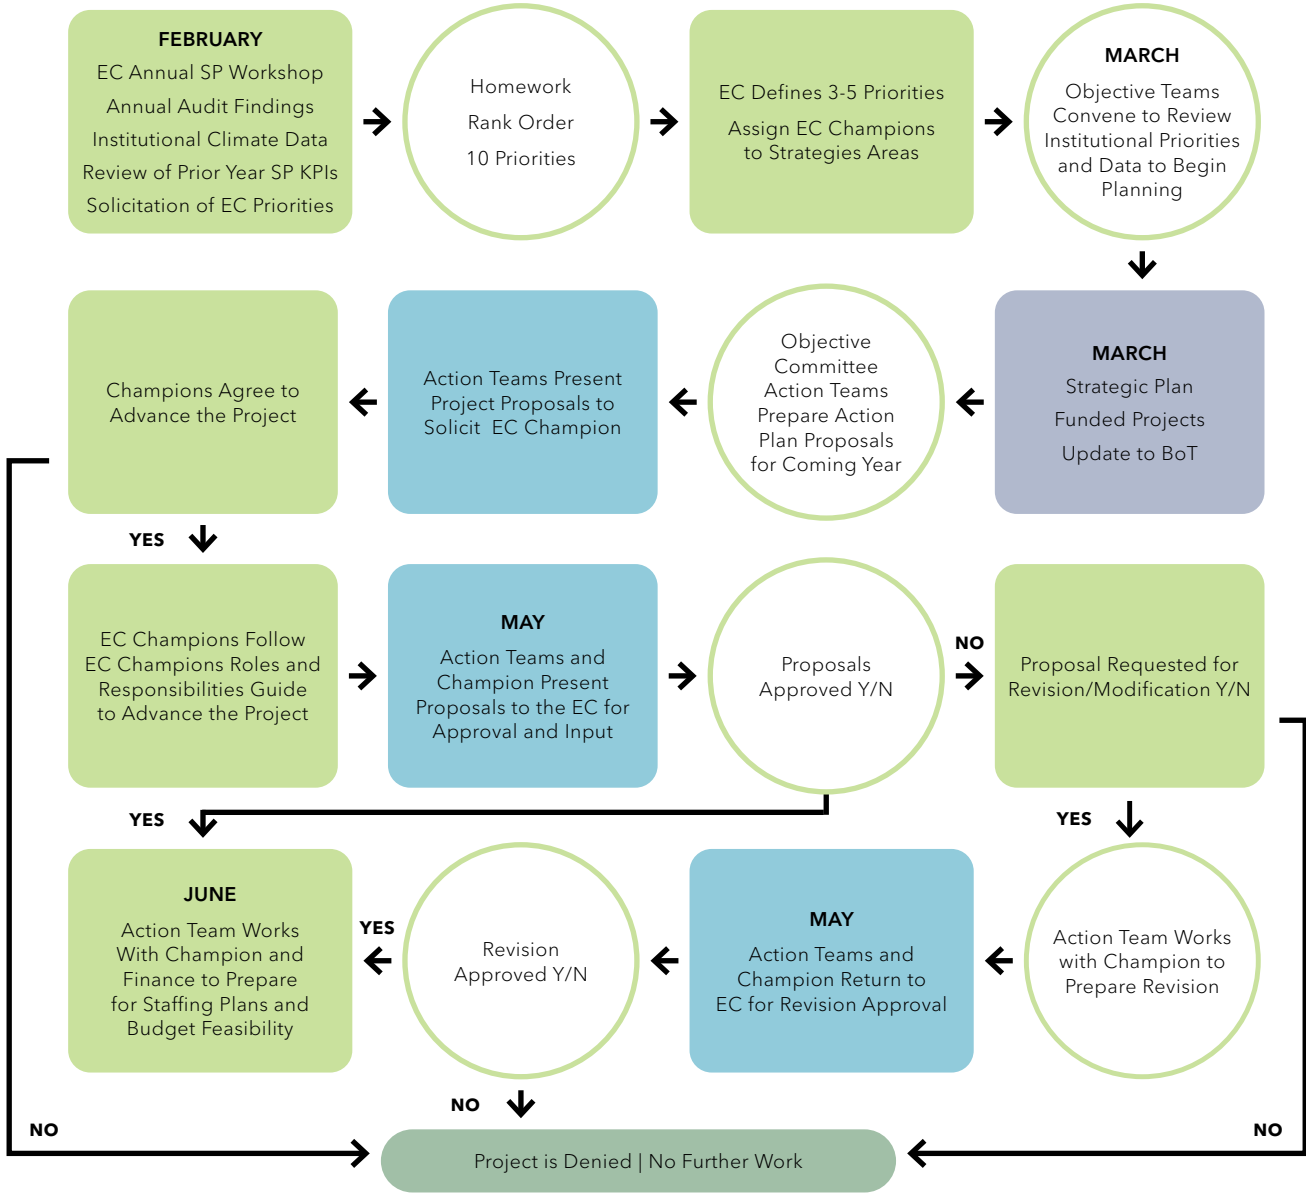 FEBRUARY
EC Annual SP Workshop
Annual Audit Findings
Institutional Climate Data
Review of Prior Year SP KPIs
Solicitation of EC Priorities
Homework
Rank Order
10 Priorities
EC Defines 3-5 Priorities
Assign EC Champions
to Strategies Areas
MARCH
Objective Teams
Convene to Review
Institutional Priorities
and Data to Begin
Planning
MARCH
Strategic Plan
Funded Projects
Update to BoT
Objective
Committee
Action Teams
Prepare Action
Plan Proposals
for Coming Year
Action Teams Present
Project Proposals to
Solicit EC Champion
Champions Agree to
Advance the Project
YES
EC Champions Follow
EC Champions Roles and
Responsibilities Guide
to Advance the Project
MAY
Action Teams and
Champion Present
Proposals to the EC for
Approval and Input
Proposals
Approved Y/N
NO
Proposal Requested for
Revision/Modification Y/N
YES
YES
Action Team Works
with Champion to
Prepare Revision
MAY
Action Teams and
Champion Return to
EC for Revision Approval
Revision
Approved Y/N
YES
JUNE
Action Team Works
With Champion and
Finance to Prepare
for Staffing Plans and
Budget Feasibility
NO
NO
NO
Project is Denied | No Further Work